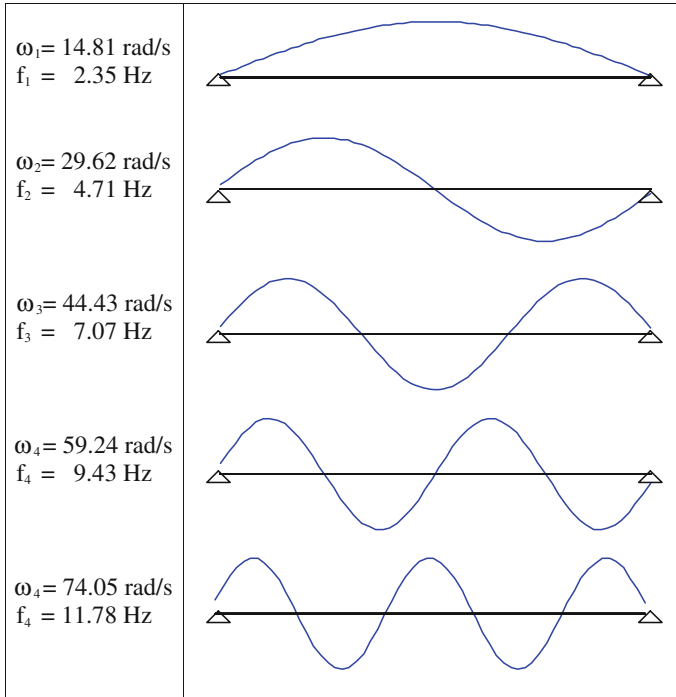 ω₁= 14.81 rad/s
f₁ = 2.35 Hz
ω₂= 29.62 rad/s
f₂ = 4.71 Hz
ω₃= 44.43 rad/s
f₃ = 7.07 Hz
ω₄= 59.24 rad/s
f₄ = 9.43 Hz
ω₄= 74.05 rad/s
f₄ = 11.78 Hz